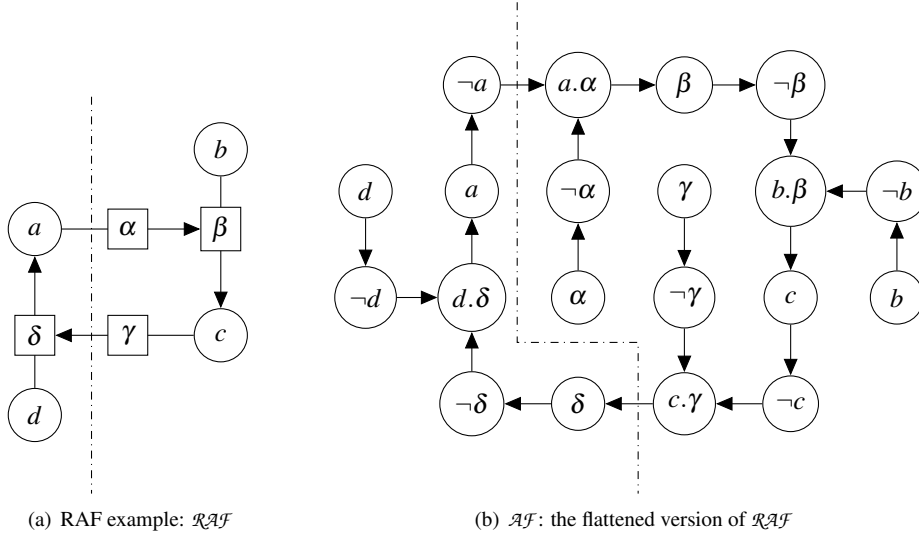 ¬a a.α β ¬β
b
d a ¬α γ b.β ¬b
a α β
¬d d.δ α ¬γ c b
δ γ c
¬δ δ c.γ ¬c
d
(a) RAF example: RAF
(b) AF: the flattened version of RAF